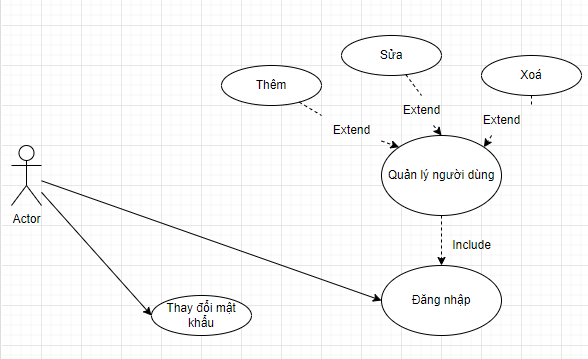 Sửa
Thêm
Xoá
Extend
Extend
Extend
Quản lý người dùng
Actor
Include
Thay đổi mật
khẩu
Đăng nhập